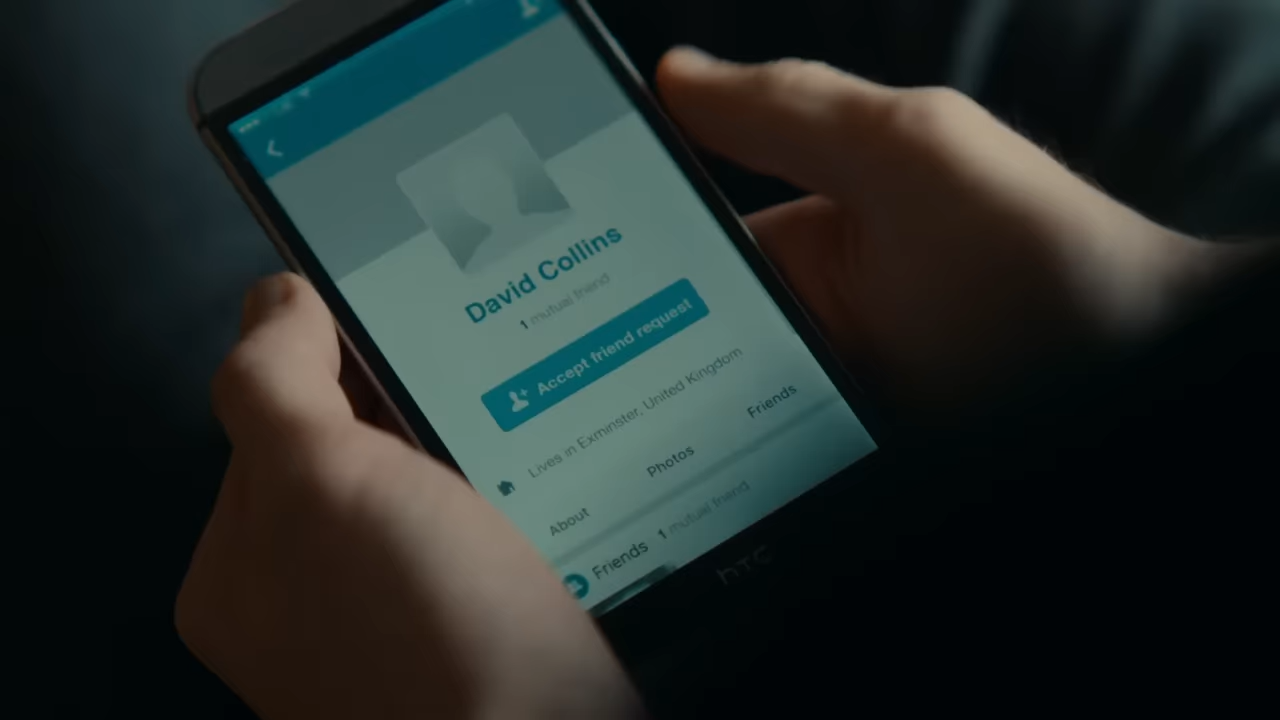 David Collins
1 mutual friend
Accept friend request
Lives in Exminster, United Kingdom
About Photos Friends
Friends 1 mutual friend
hTC